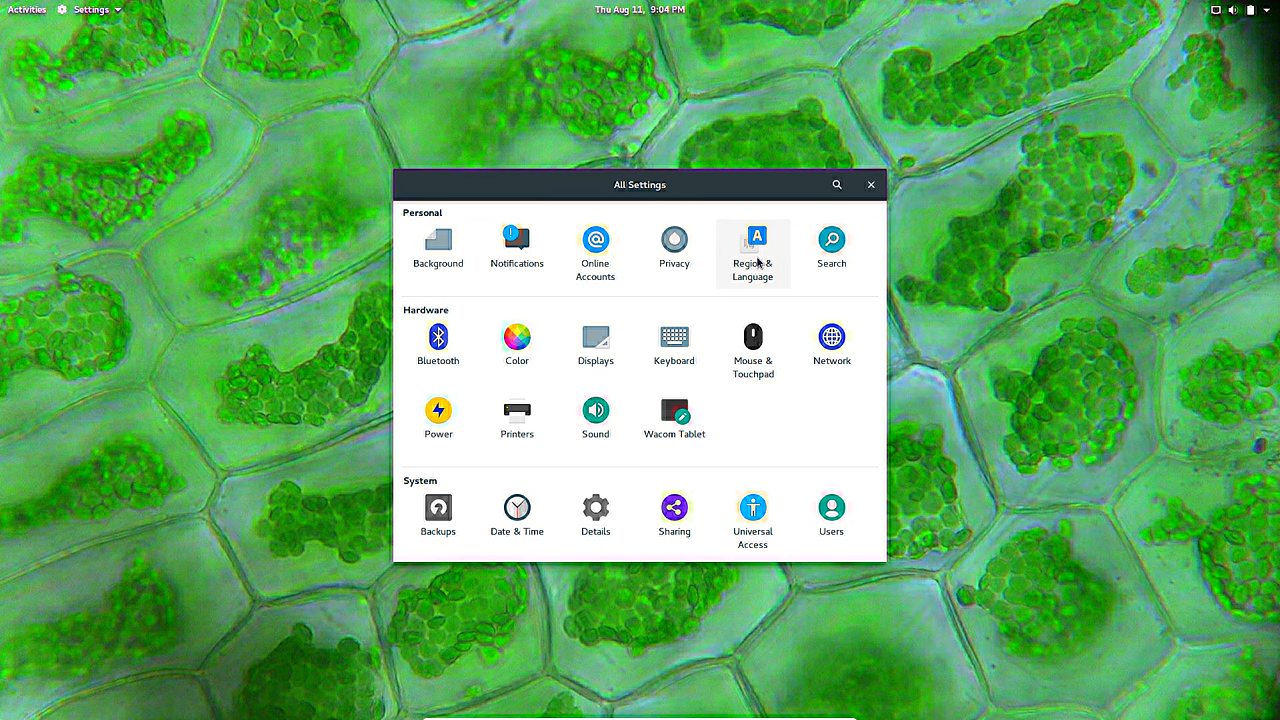 Activities Settings Thu Aug 11, 9:04 PM
All Settings
Personal
Background Notifications Online Accounts Privacy Region & Language Search
Hardware
Bluetooth Color Displays Keyboard Mouse & Touchpad Network
Power Printers Sound Wacom Tablet
System
Backups Date & Time Details Sharing Universal Access Users